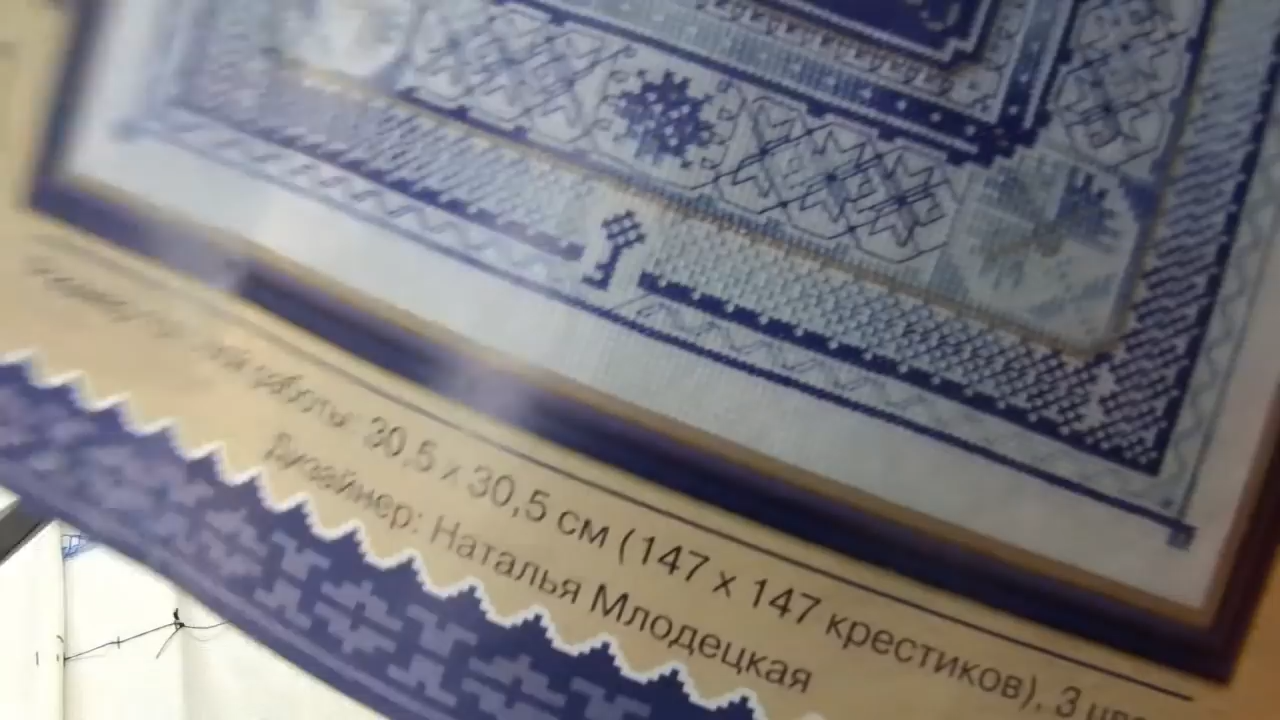 работы: 30,5 x 30,5 см (147 x 147 крестиков), 3
Дизайнер: Наталья Млодецкая